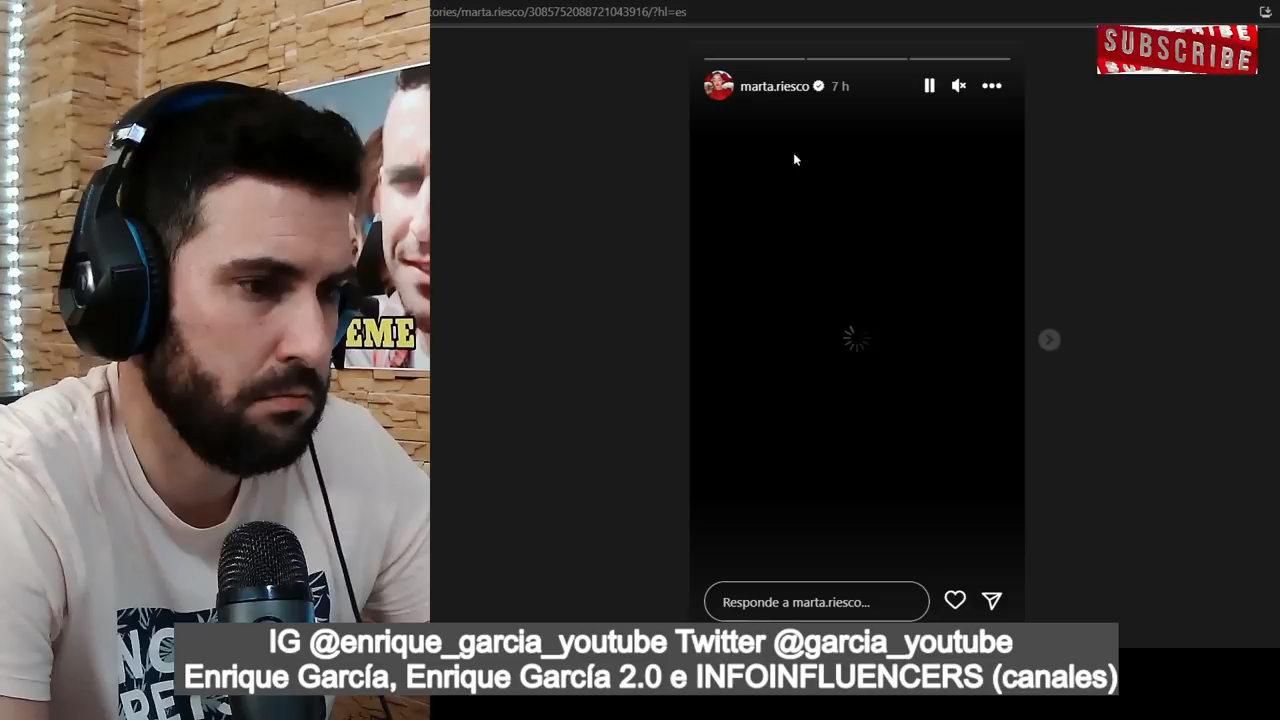 ories/marta.riesco/3085752088721043916/?hl=es
SUBSCRIBE
marta.riesco 7 h
EME
Responde a marta.riesco...
NO
IG @enrique_garcia_youtube Twitter @garcia_youtube
Enrique García, Enrique García 2.0 e INFOINFLUENCERS (canales)